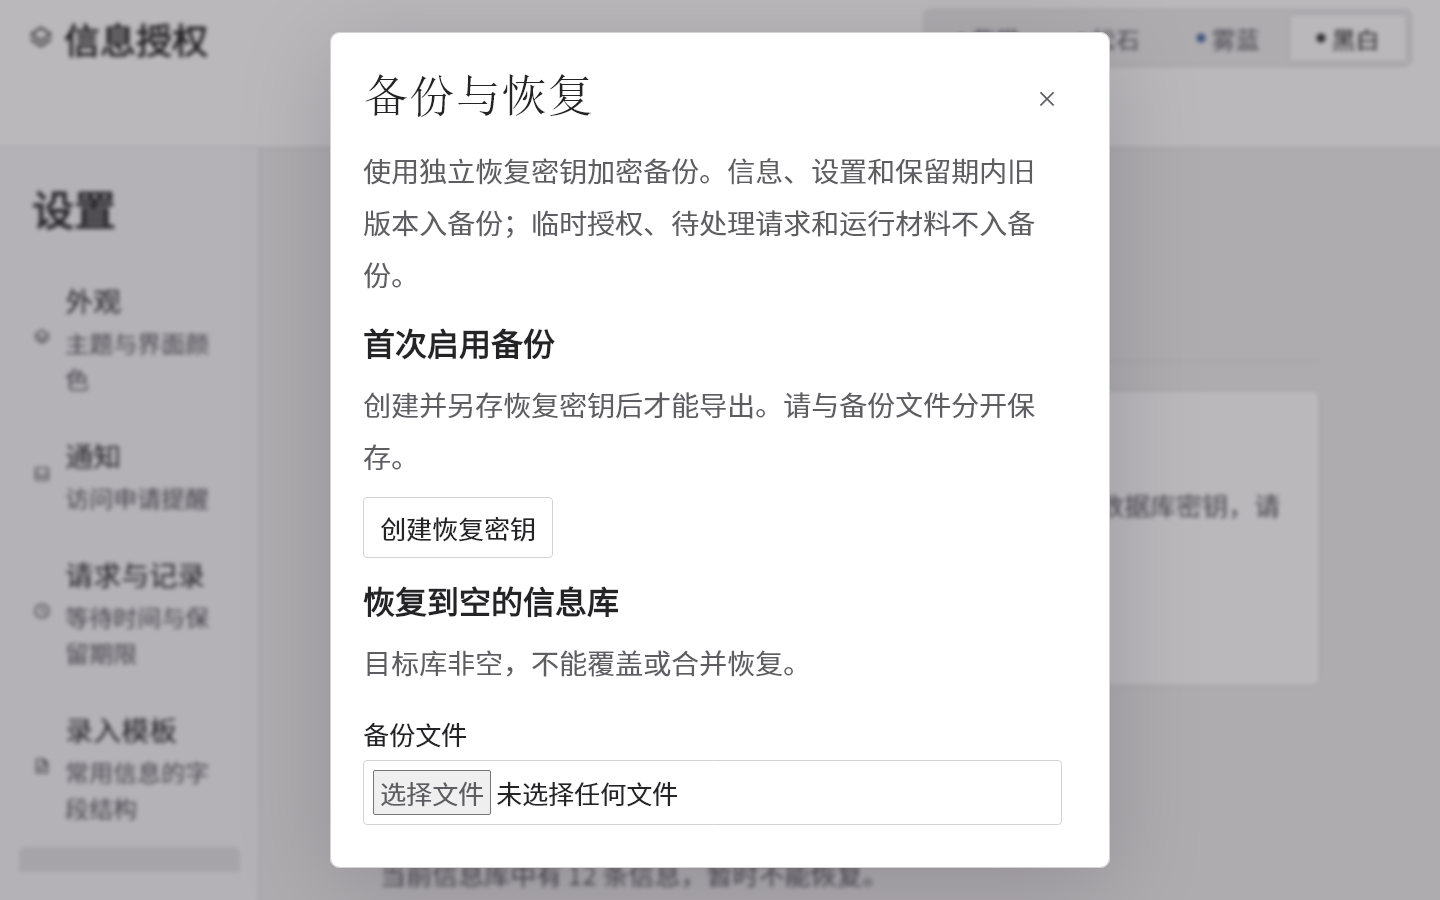 信息授权
雾蓝
黑白
备份与恢复
×
使用独立恢复密钥加密备份。信息、设置和保留期内旧
版本入备份；临时授权、待处理请求和运行材料不入备
份。
首次启用备份
创建并另存恢复密钥后才能导出。请与备份文件分开保
存。
创建恢复密钥
恢复到空的信息库
目标库非空，不能覆盖或合并恢复。
备份文件
选择文件 未选择任何文件
设置
外观
主题与界面颜
色
通知
访问申请提醒
请求与记录
等待时间与保
留期限
录入模板
常用信息的字
段结构
数据库密钥，请
当前信息库中有 12 条信息，暂时不能恢复。